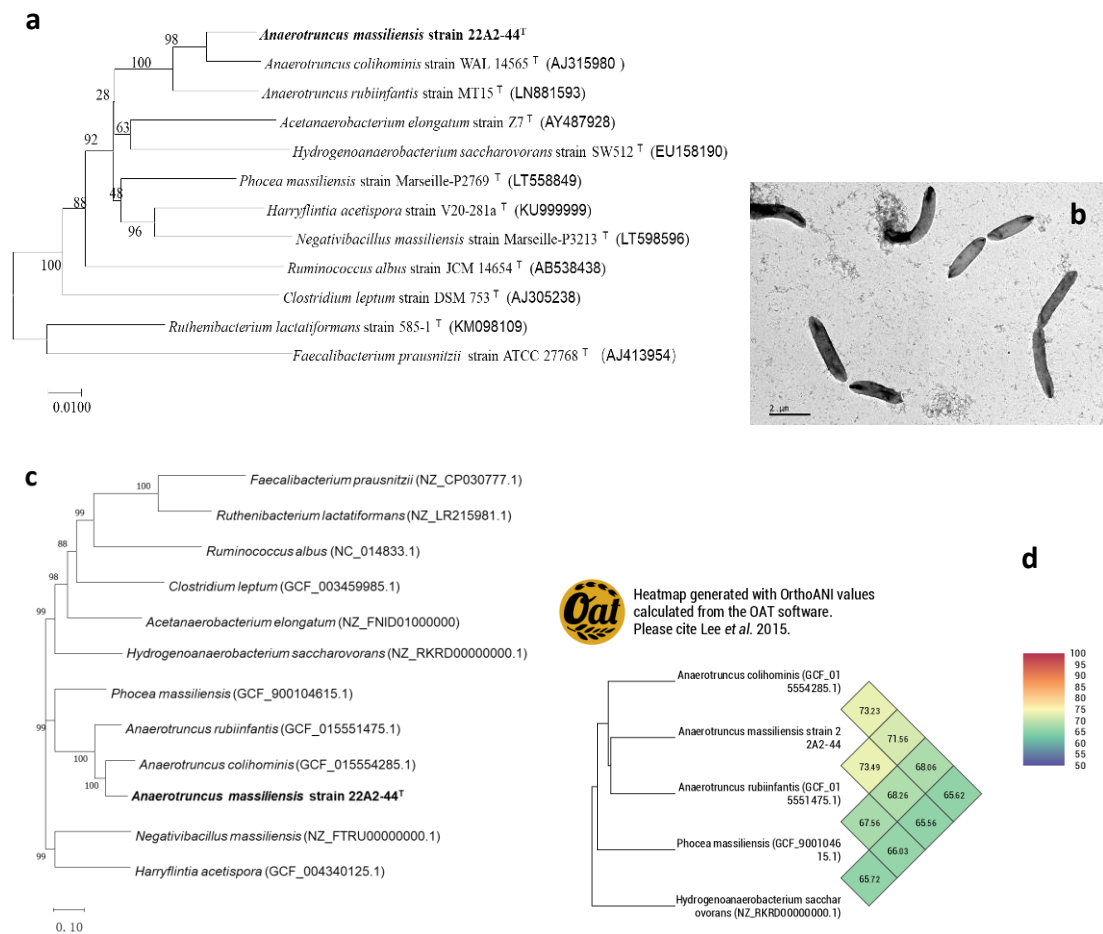 a
Anaerotruncus massiliensis strain 22A2-44T
98
Anaerotruncus colihominis strain WAL 14565 T (AJ315980 )
100
Anaerotruncus rubiinfantis strain MT15 T (LN881593)
28
Acetanaerobacterium elongatum strain Z7 T (AY487928)
63
92
Hydrogenoanaerobacterium saccharovorans strain SW512 T (EU158190)
Phocea massiliensis strain Marseille-P2769 T (LT558849)
48
88
Harryflintia acetispora strain V20-281a T (KU999999)
96
Negativibacillus massiliensis strain Marseille-P3213 T (LT598596)
100
Ruminococcus albus strain JCM 14654 T (AB538438)
Clostridium leptum strain DSM 753 T (AJ305238)
Ruthenibacterium lactatiformans strain 585-1 T (KM098109)
Faecalibacterium prausnitzii strain ATCC 27768 T (AJ413954)
0.0100
b
2 µm
c
Faecalibacterium prausnitzii (NZ_CP030777.1)
100
Ruthenibacterium lactatiformans (NZ_LR215981.1)
99
Ruminococcus albus (NC_014833.1)
88
Clostridium leptum (GCF_003459985.1)
98
Acetanaerobacterium elongatum (NZ_FNID01000000)
99
Hydrogenoanaerobacterium saccharovorans (NZ_RKRD00000000.1)
Phocea massiliensis (GCF_900104615.1)
99
Anaerotruncus rubiinfantis (GCF_015551475.1)
100
Anaerotruncus colihominis (GCF_015554285.1)
100
Anaerotruncus massiliensis strain 22A2-44T
Negativibacillus massiliensis (NZ_FTRU00000000.1)
99
Harryflintia acetispora (GCF_004340125.1)
0.10
d
Oat
Heatmap generated with OrthoANI values
calculated from the OAT software.
Please cite Lee et al. 2015.
Anaerotruncus colihominis (GCF_01
5554285.1)
Anaerotruncus massiliensis strain 2
2A2-44
Anaerotruncus rubiinfantis (GCF_01
5551475.1)
Phocea massiliensis (GCF_9001046
15.1)
Hydrogenoanaerobacterium sacchar
ovorans (NZ_RKRD00000000.1)
73.23
71.56
73.49
68.06
68.26
65.62
67.56
65.56
66.03
65.72
100
95
90
85
80
75
70
65
60
55
50